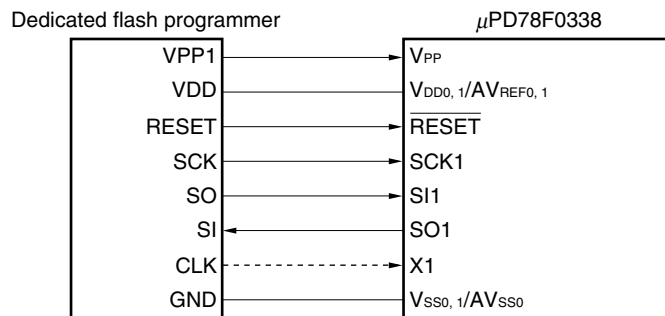 Dedicated flash programmer μPD78F0338
VPP1 VPP
VDD VDD0, 1/AVREF0, 1
RESET RESET
SCK SCK1
SO SI1
SI SO1
CLK X1
GND VSS0, 1/AVSS0